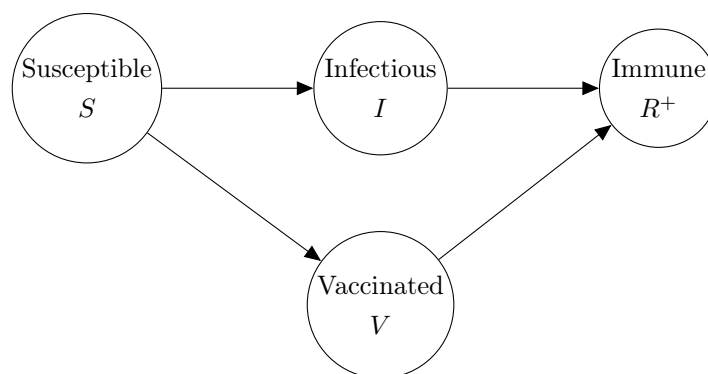 Susceptible
S
Infectious
I
Immune
R⁺
Vaccinated
V